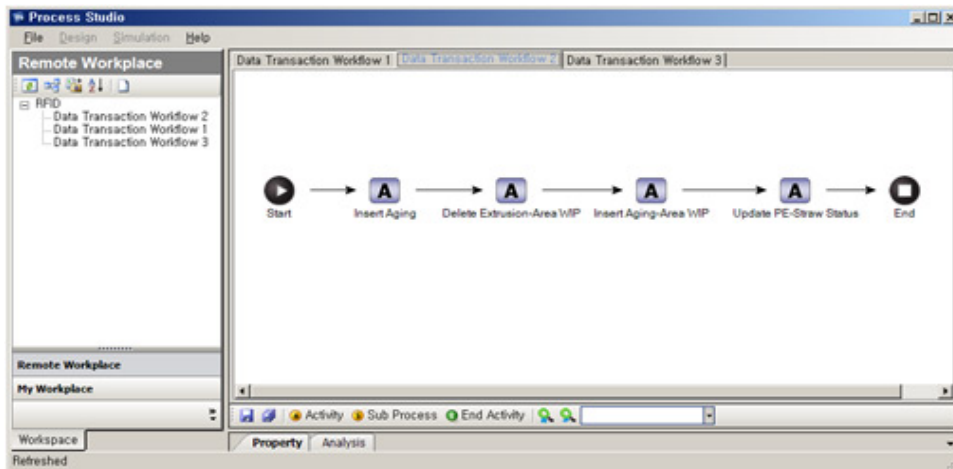 Process Studio
File Design Simulation Help
Remote Workplace
RFID
Data Transaction Workflow 2
Data Transaction Workflow 1
Data Transaction Workflow 3
Remote Workplace
My Workplace
Workspace
Data Transaction Workflow 1 Data Transaction Workflow 2 Data Transaction Workflow 3
A A A A
Start Insert Aging Delete Extrusion-Area WIP Insert Aging-Area WIP Update PE-Straw Status End
Activity Sub Process End Activity
Property Analysis
Refreshed